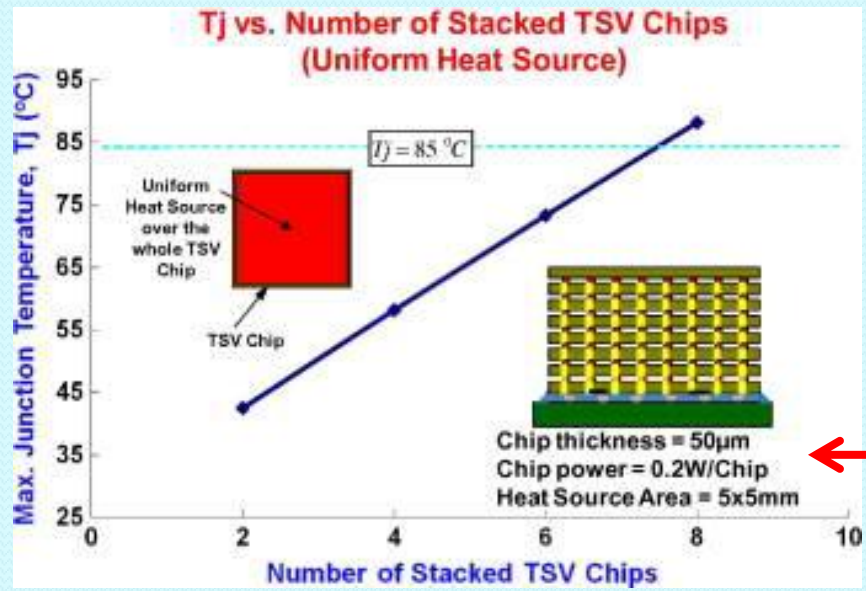 Tj vs. Number of Stacked TSV Chips
(Uniform Heat Source)
Max. Junction Temperature, Tj (°C)
95
85
75
65
55
45
35
25
Tj = 85 °C
Uniform
Heat Source
over the
whole TSV
Chip
TSV Chip
Chip thickness = 50µm
Chip power = 0.2W/Chip
Heat Source Area = 5x5mm
0
2
4
6
8
10
Number of Stacked TSV Chips